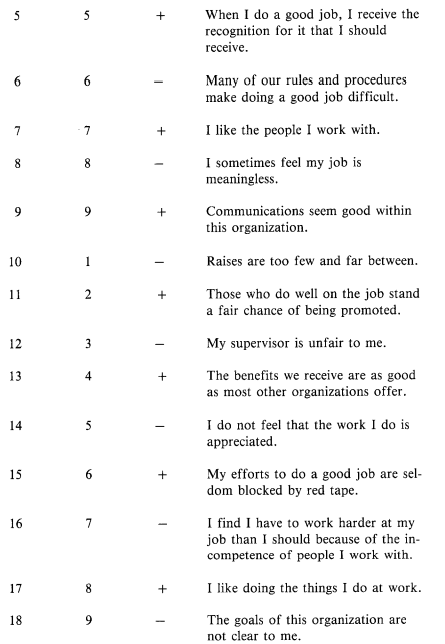 5 5 + When I do a good job, I receive the
recognition for it that I should
receive.
6 6 − Many of our rules and procedures
make doing a good job difficult.
7 7 + I like the people I work with.
8 8 − I sometimes feel my job is
meaningless.
9 9 + Communications seem good within
this organization.
10 1 − Raises are too few and far between.
11 2 + Those who do well on the job stand
a fair chance of being promoted.
12 3 − My supervisor is unfair to me.
13 4 + The benefits we receive are as good
as most other organizations offer.
14 5 − I do not feel that the work I do is
appreciated.
15 6 + My efforts to do a good job are sel-
dom blocked by red tape.
16 7 − I find I have to work harder at my
job than I should because of the in-
competence of people I work with.
17 8 + I like doing the things I do at work.
18 9 − The goals of this organization are
not clear to me.